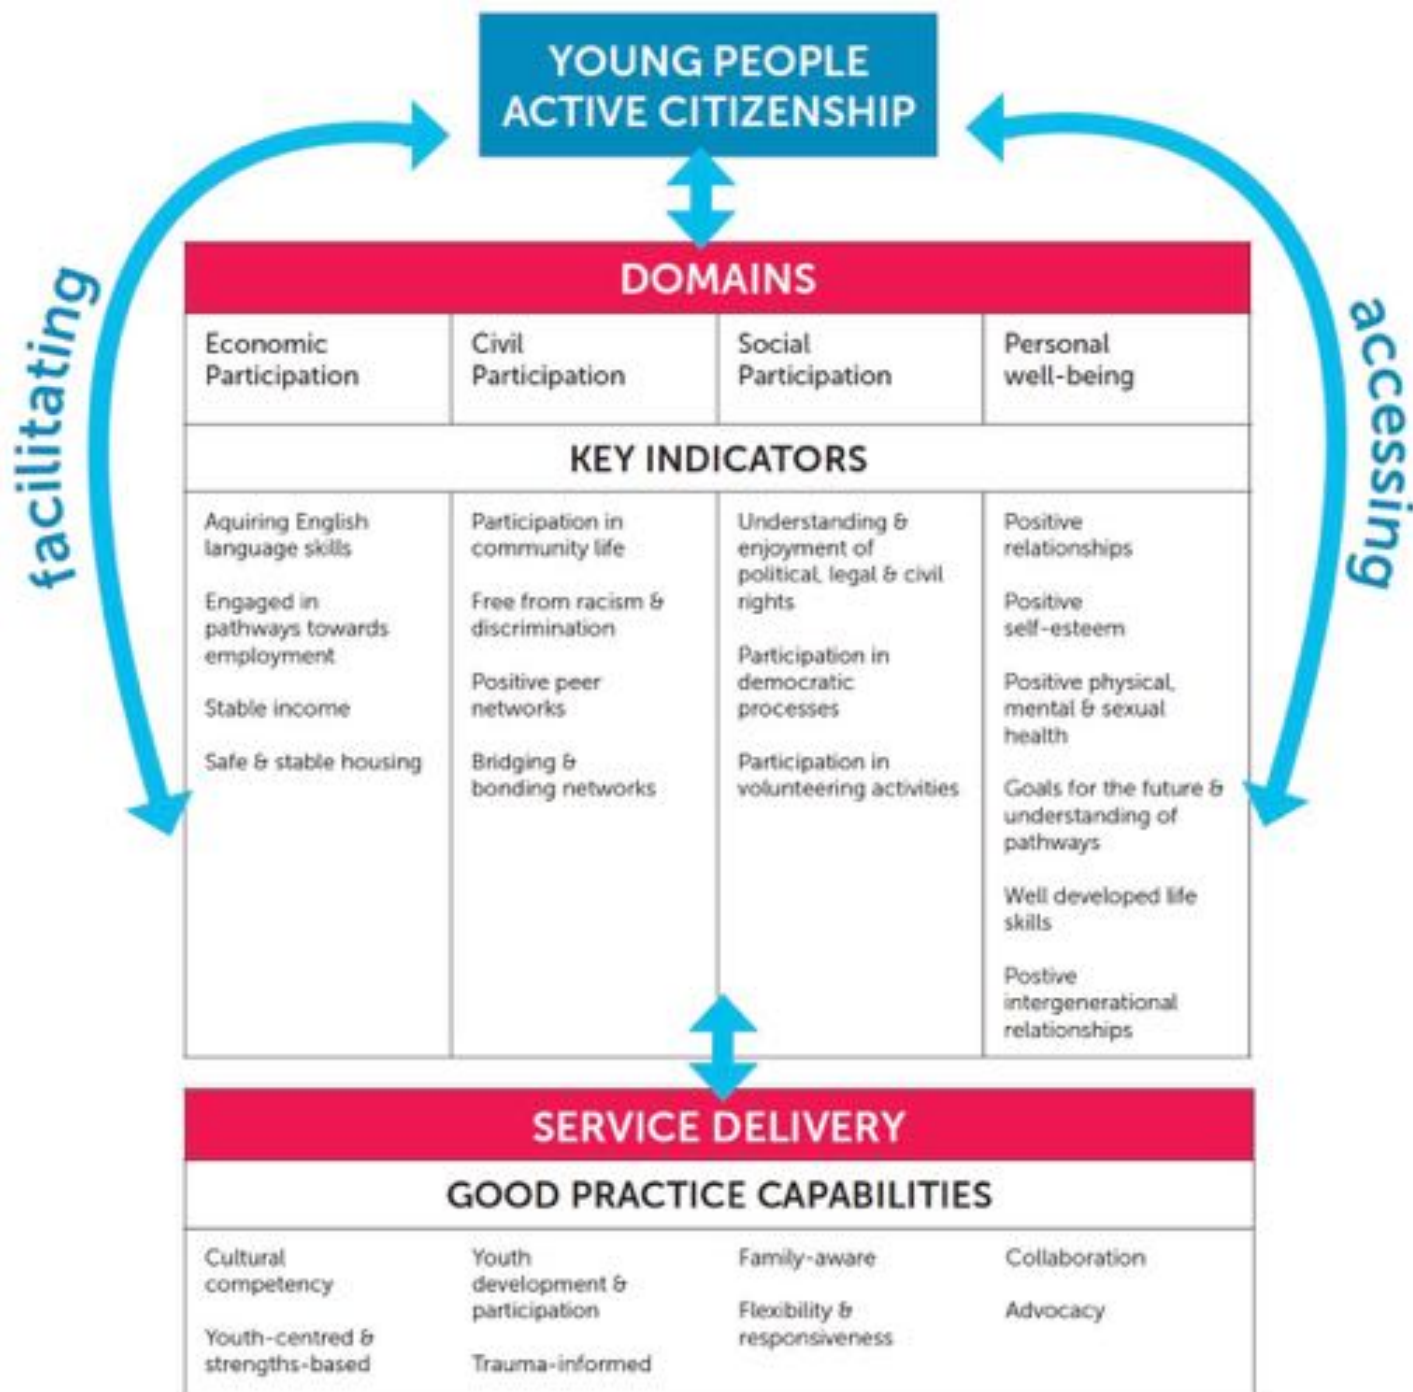 YOUNG PEOPLE
ACTIVE CITIZENSHIP
facilitating
accessing
DOMAINS
Economic
Participation
Civil
Participation
Social
Participation
Personal
well-being
KEY INDICATORS
Aquiring English
language skills
Engaged in
pathways towards
employment
Stable income
Safe & stable housing
Participation in
community life
Free from racism &
discrimination
Positive peer
networks
Bridging &
bonding networks
Understanding &
enjoyment of
political, legal & civil
rights
Participation in
democratic
processes
Participation in
volunteering activities
Positive
relationships
Positive
self-esteem
Positive physical,
mental & sexual
health
Goals for the future &
understanding of
pathways
Well developed life
skills
Postive
intergenerational
relationships
SERVICE DELIVERY
GOOD PRACTICE CAPABILITIES
Cultural
competency
Youth-centred &
strengths-based
Youth
development &
participation
Trauma-informed
Family-aware
Flexibility &
responsiveness
Collaboration
Advocacy